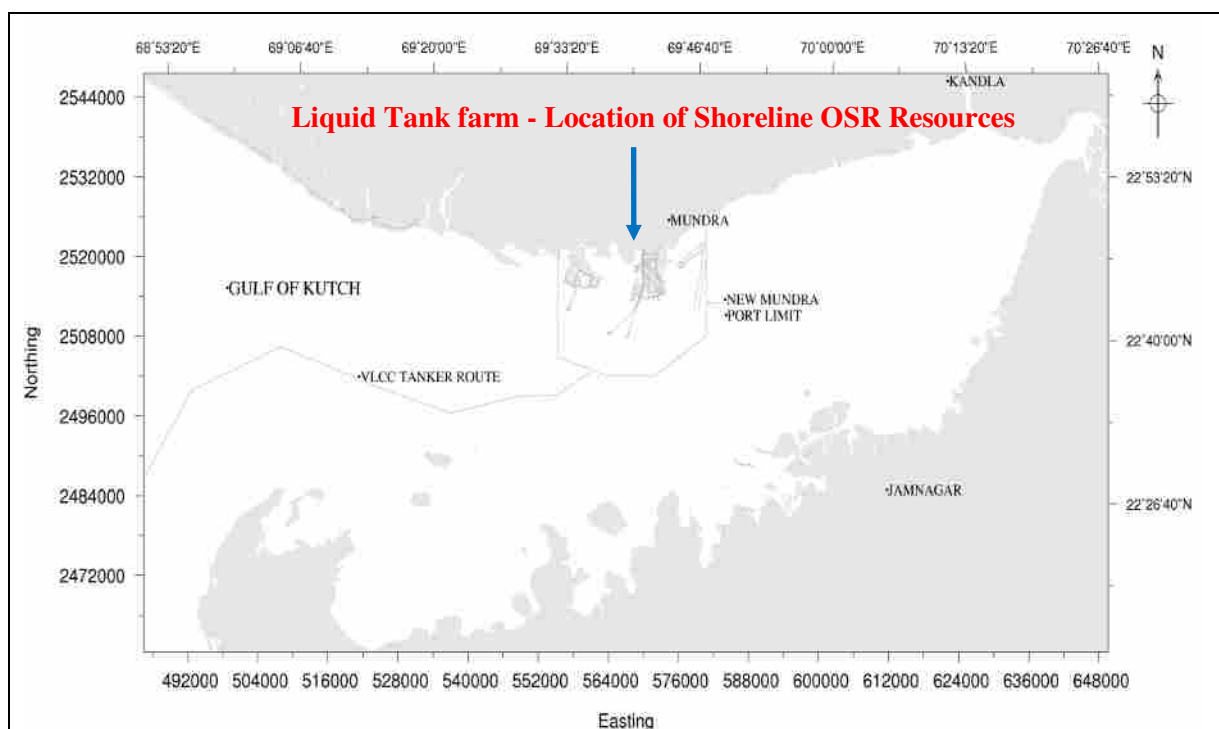 68°53'20"E 69°06'40"E 69°20'00"E 69°33'20"E 69°46'40"E 70°00'00"E 70°13'20"E 70°26'40"E
N
KANDLA
2544000
Liquid Tank farm - Location of Shoreline OSR Resources
2532000
22°53'20"N
MUNDRA
2520000
GULF OF KUTCH
NEW MUNDRA
PORT LIMIT
2508000
22°40'00"N
VLCC TANKER ROUTE
2496000
Northing
2484000
JAMNAGAR
22°26'40"N
2472000
492000 504000 516000 528000 540000 552000 564000 576000 588000 600000 612000 624000 636000 648000
Easting